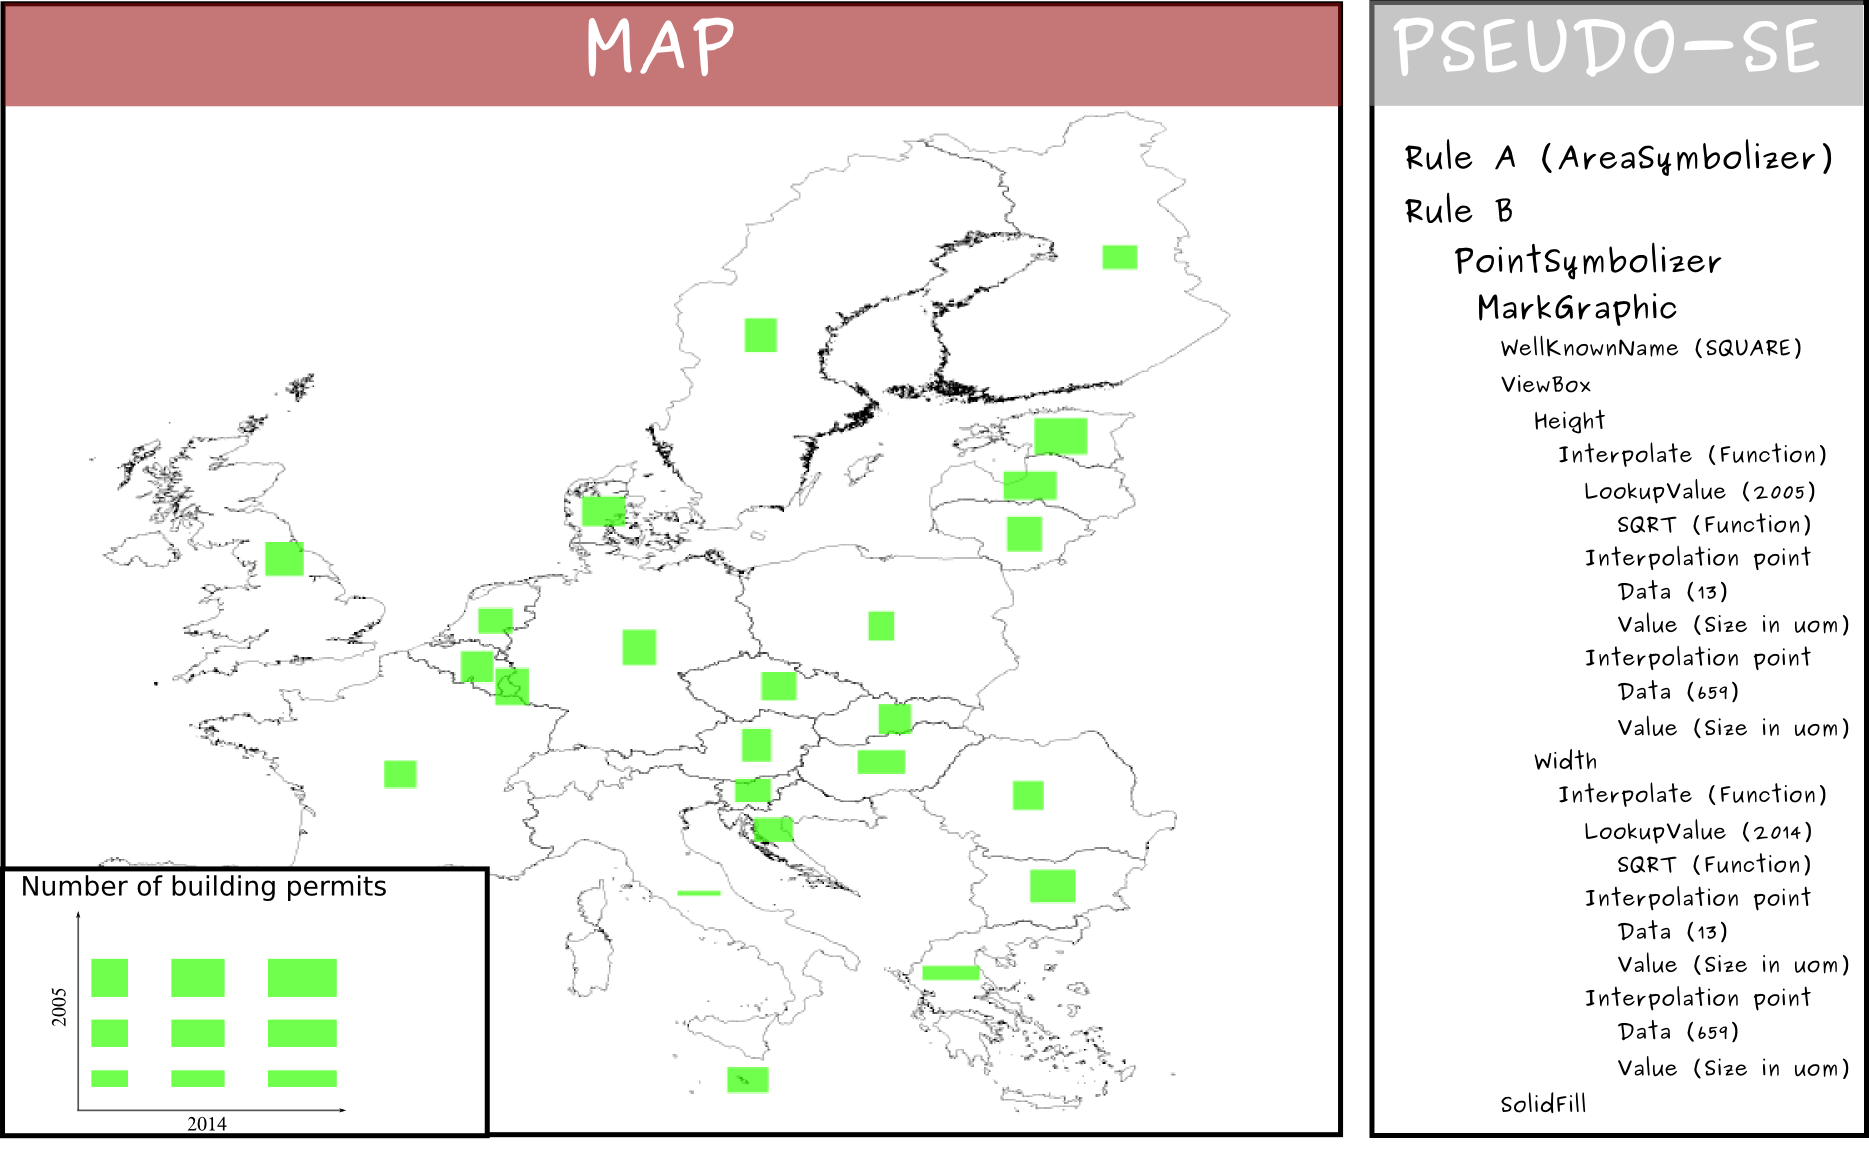 MAP
Number of building permits
2005
2014
PSEUDO-SE
Rule A (AreaSymbolizer)
Rule B
PointSymbolizer
MarkGraphic
WellKnownName (SQUARE)
ViewBox
Height
Interpolate (Function)
LookupValue (2005)
SQRT (Function)
Interpolation point
Data (13)
Value (Size in uom)
Interpolation point
Data (659)
Value (Size in uom)
Width
Interpolate (Function)
LookupValue (2014)
SQRT (Function)
Interpolation point
Data (13)
Value (Size in uom)
Interpolation point
Data (659)
Value (Size in uom)
SolidFill